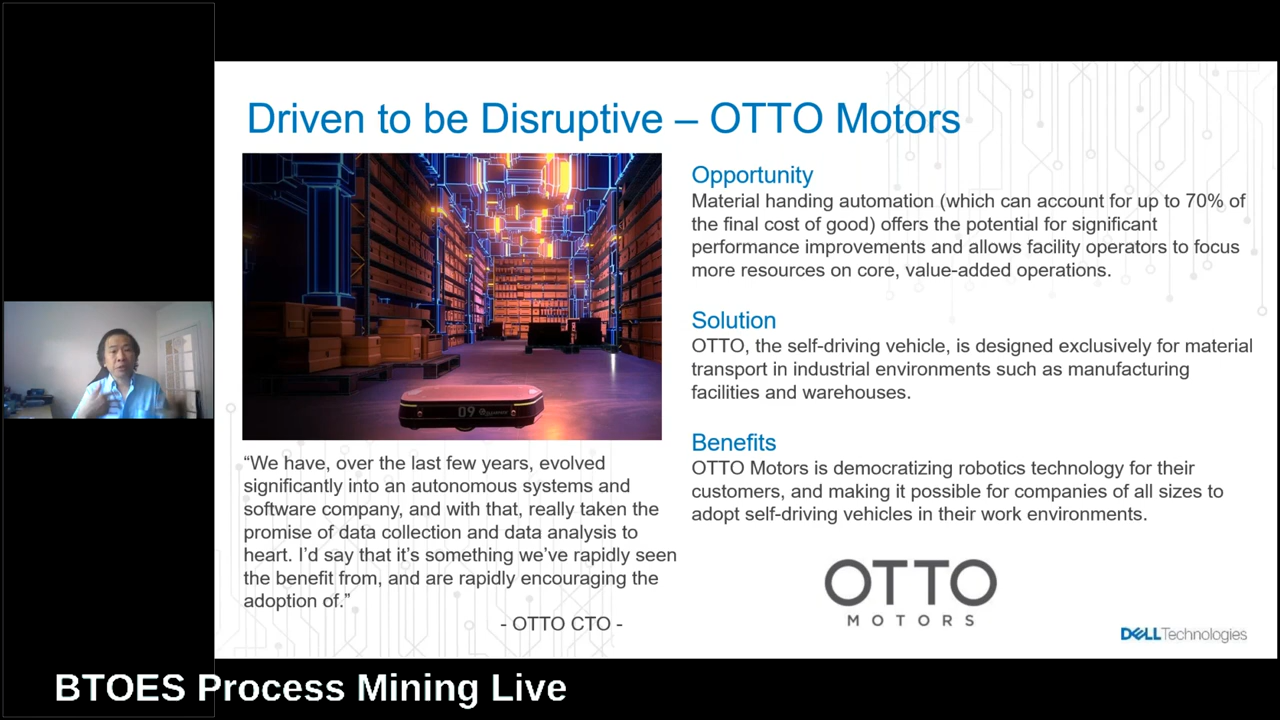 Driven to be Disruptive – OTTO Motors
09
“We have, over the last few years, evolved
significantly into an autonomous systems and
software company, and with that, really taken the
promise of data collection and data analysis to
heart. I’d say that it’s something we’ve rapidly seen
the benefit from, and are rapidly encouraging the
adoption of.”
- OTTO CTO -
Opportunity
Material handing automation (which can account for up to 70% of
the final cost of good) offers the potential for significant
performance improvements and allows facility operators to focus
more resources on core, value-added operations.
Solution
OTTO, the self-driving vehicle, is designed exclusively for material
transport in industrial environments such as manufacturing
facilities and warehouses.
Benefits
OTTO Motors is democratizing robotics technology for their
customers, and making it possible for companies of all sizes to
adopt self-driving vehicles in their work environments.
OTTO
MOTORS
DELL Technologies
BTOES Process Mining Live